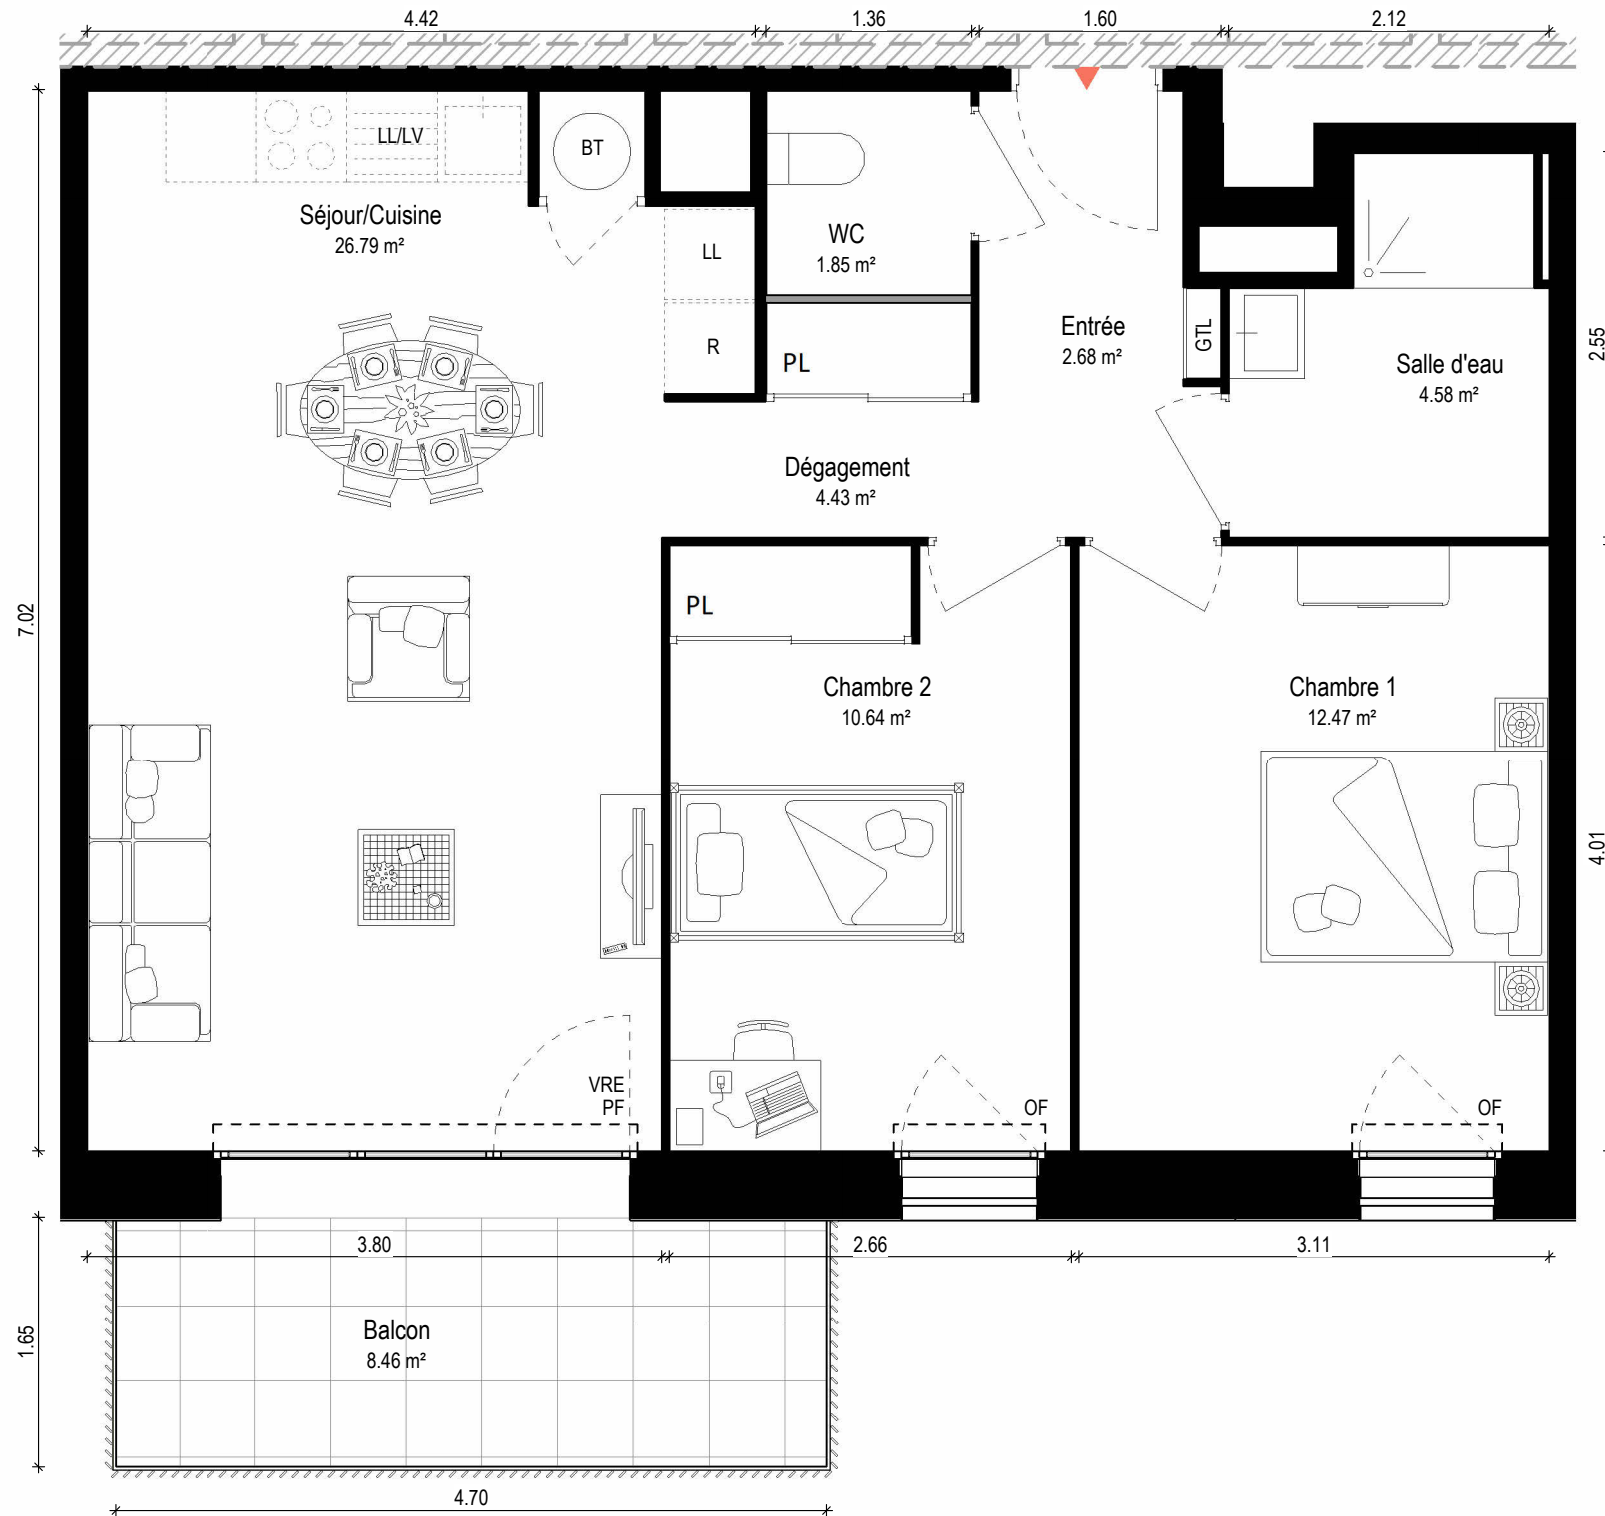 4.42
1.36
1.60
2.12
LL/LV
BT
Séjour/Cuisine
26.79 m²
WC
1.85 m²
LL
R
PL
Entrée
2.68 m²
GTL
Salle d'eau
4.58 m²
2.55
Dégagement
4.43 m²
7.02
PL
Chambre 2
10.64 m²
Chambre 1
12.47 m²
4.01
VRE
PF
OF
OF
3.80
2.66
3.11
1.65
Balcon
8.46 m²
4.70